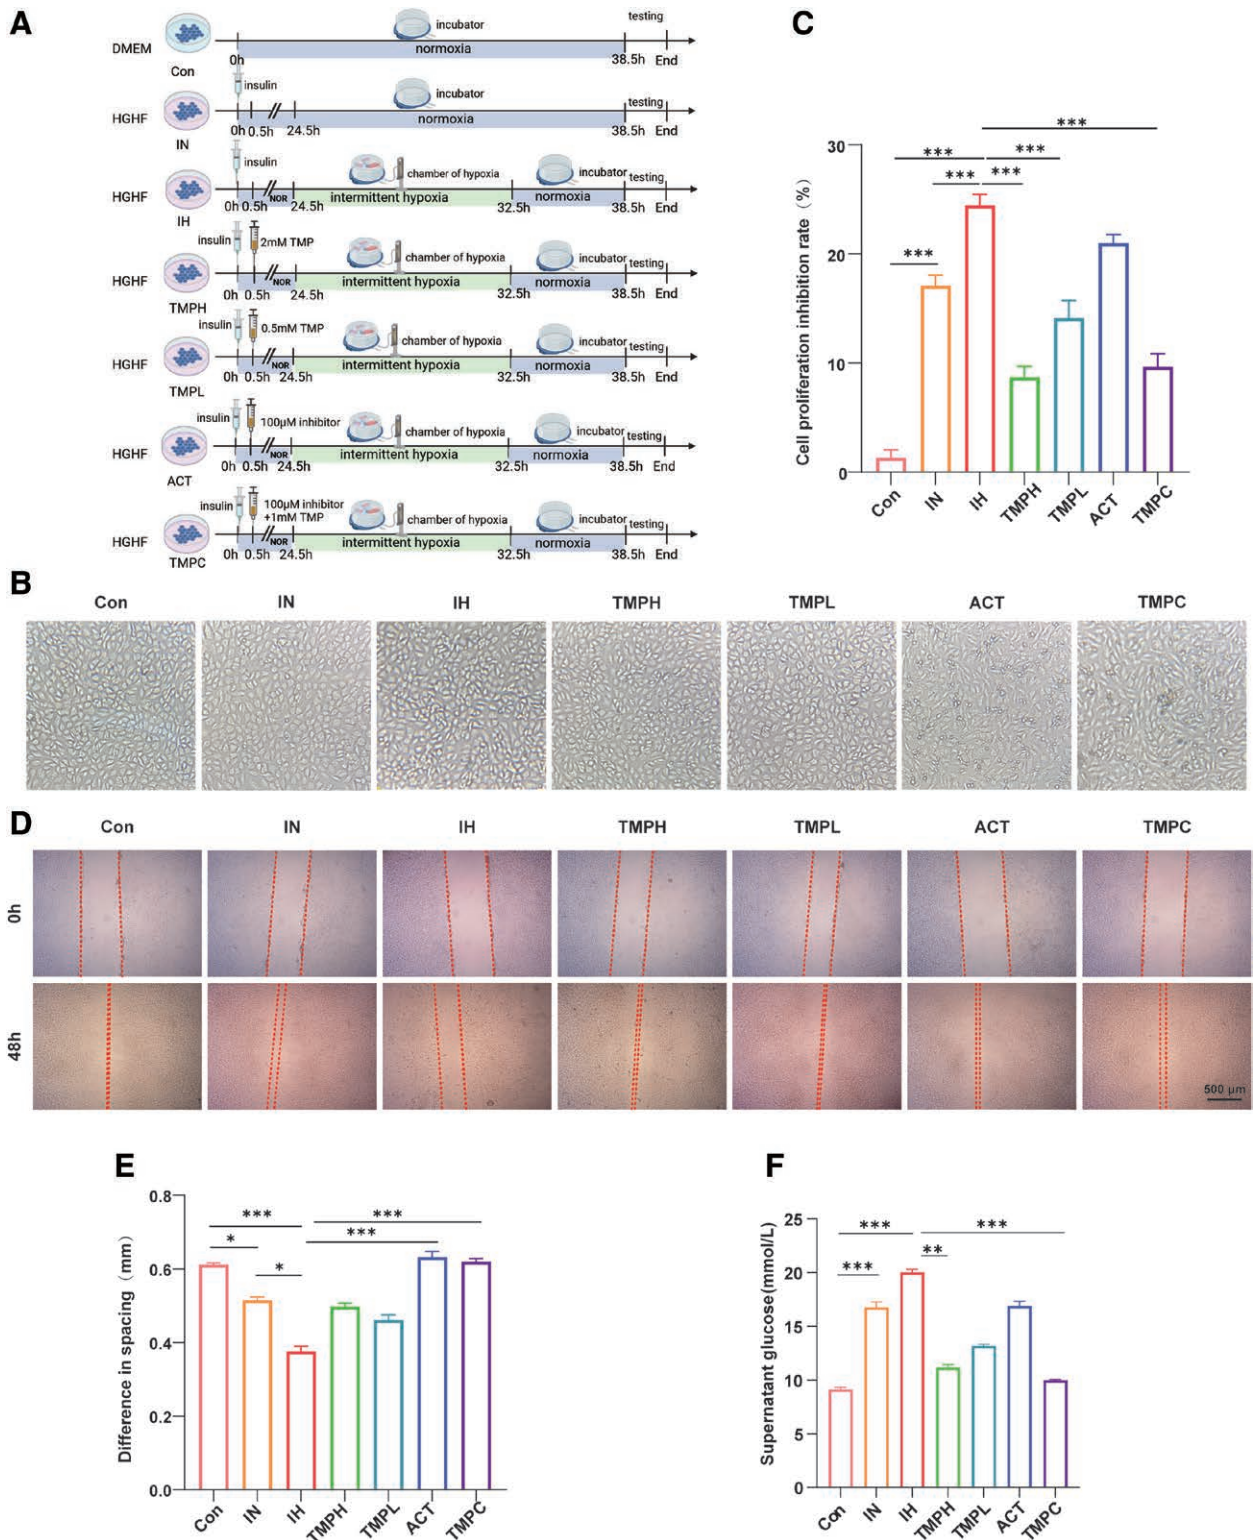 A
testing
incubator
DMEM
normoxia
0h
38.5h
End
Con
insulin
testing
incubator
HGHF
normoxia
0h
0.5h
24.5h
38.5h
End
IN
insulin
chamber of hypoxia
incubator
testing
HGHF
NOR
intermittent hypoxia
normoxia
0h 0.5h
24.5h
32.5h
38.5h End
IH
insulin
2mM TMP
chamber of hypoxia
incubator
testing
HGHF
NOR
intermittent hypoxia
normoxia
0h 0.5h
24.5h
32.5h
38.5h End
TMPH
insulin
0.5mM TMP
chamber of hypoxia
incubator
testing
HGHF
NOR
intermittent hypoxia
normoxia
0h 0.5h
24.5h
32.5h
38.5h End
TMPL
insulin
100μM inhibitor
chamber of hypoxia
incubator
testing
HGHF
NOR
intermittent hypoxia
normoxia
0h 0.5h
24.5h
32.5h
38.5h End
ACT
insulin
100μM inhibitor
+1mM TMP
chamber of hypoxia
incubator
testing
HGHF
NOR
intermittent hypoxia
normoxia
0h 0.5h
24.5h
32.5h
38.5h End
TMPC
C
Cell proliferation inhibition rate (%)
30
20
10
0
***
***
***
***
***
***
Con
IN
IH
TMPH
TMPL
ACT
TMPC
B
Con
IN
IH
TMPH
TMPL
ACT
TMPC
D
Con
IN
IH
TMPH
TMPL
ACT
TMPC
0h
48h
500 μm
E
Difference in spacing (mm)
0.8
0.6
0.4
0.2
0.0
***
***
***
*
*
Con
IN
IH
TMPH
TMPL
ACT
TMPC
F
Supernatant glucose(mmol/L)
25
20
15
10
5
0
***
***
**
***
Con
IN
IH
TMPH
TMPL
ACT
TMPC